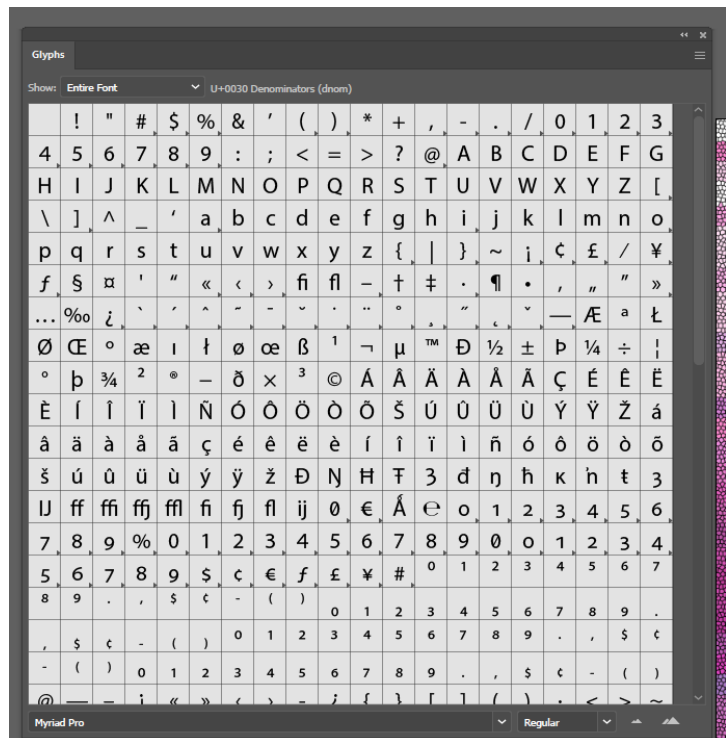 Glyphs
Show: Entire Font U+0030 Denominators (dnom)
! " # $ % & ' ( ) * + , - . / 0 1 2 3
4 5 6 7 8 9 : ; < = > ? @ A B C D E F G
H I J K L M N O P Q R S T U V W X Y Z [
\ ] ^ _ ‘ a b c d e f g h i j k l m n o
p q r s t u v w x y z { | } ~ ¡ ¢ £ ⁄ ¥
ƒ § ¤ ' “ « ‹ › fi fl – † ‡ · ¶ • ‚ „ ” »
… ‰ ¿ ` ´ ˆ ˜ ¯ ˘ ˙ ¨ ° ¸ ˝ ˛ ˇ — Æ ª Ł
Ø Œ º æ ı ł ø œ ß ¹ ¬ µ ™ Ð ½ ± Þ ¼ ÷ ¦
° þ ¾ ² ® − ð × ³ © Á Â Ä À Å Ã Ç É Ê Ë
È Í Î Ï Ì Ñ Ó Ô Ö Ò Õ Š Ú Û Ü Ù Ý Ÿ Ž á
â ä à å ã ç é ê ë è í î ï ì ñ ó ô ö ò õ
š ú û ü ù ý ÿ ž Đ Ŋ Ħ Ŧ Ʒ đ ŋ ħ ĸ ŉ ŧ ʒ
IJ ff ffi ffj ffl fi fj fl ij 0 € Ǻ ℮ 0 1 2 3 4 5 6
7 8 9 % 0 1 2 3 4 5 6 7 8 9 0 0 1 2 3 4
5 6 7 8 9 $ ¢ € ƒ £ ¥ # 0 1 2 3 4 5 6 7
8 9 . , $ ¢ - ( ) 0 1 2 3 4 5 6 7 8 9 .
, $ ¢ - ( ) 0 1 2 3 4 5 6 7 8 9 . , $ ¢
- ( ) 0 1 2 3 4 5 6 7 8 9 . , $ ¢ - ( )
@ — – ¡ « » ‹ › - ¿ { } [ ] ( ) · < > ~
Myriad Pro Regular